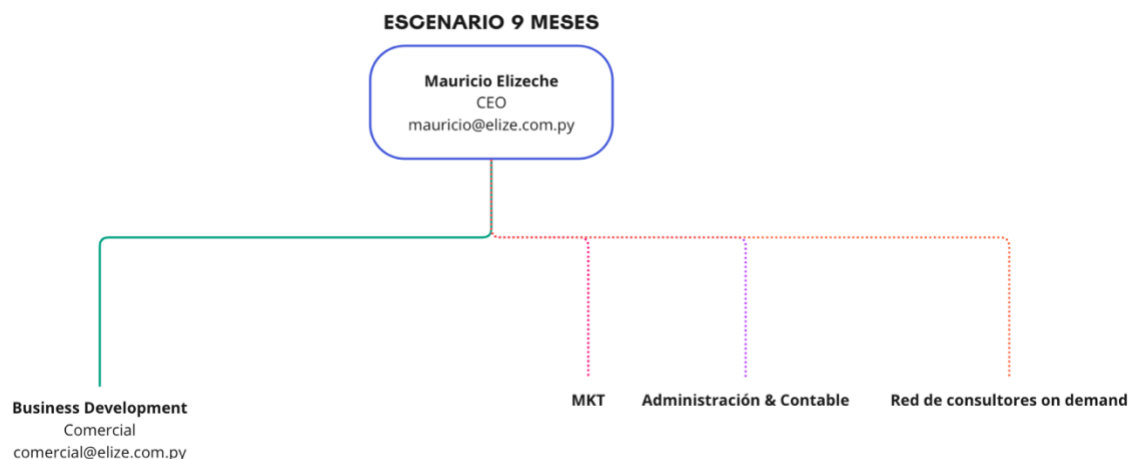 ESCENARIO 9 MESES
Mauricio Elizeche
CEO
mauricio@elize.com.py
Business Development
Comercial
comercial@elize.com.py
MKT
Administración & Contable
Red de consultores on demand